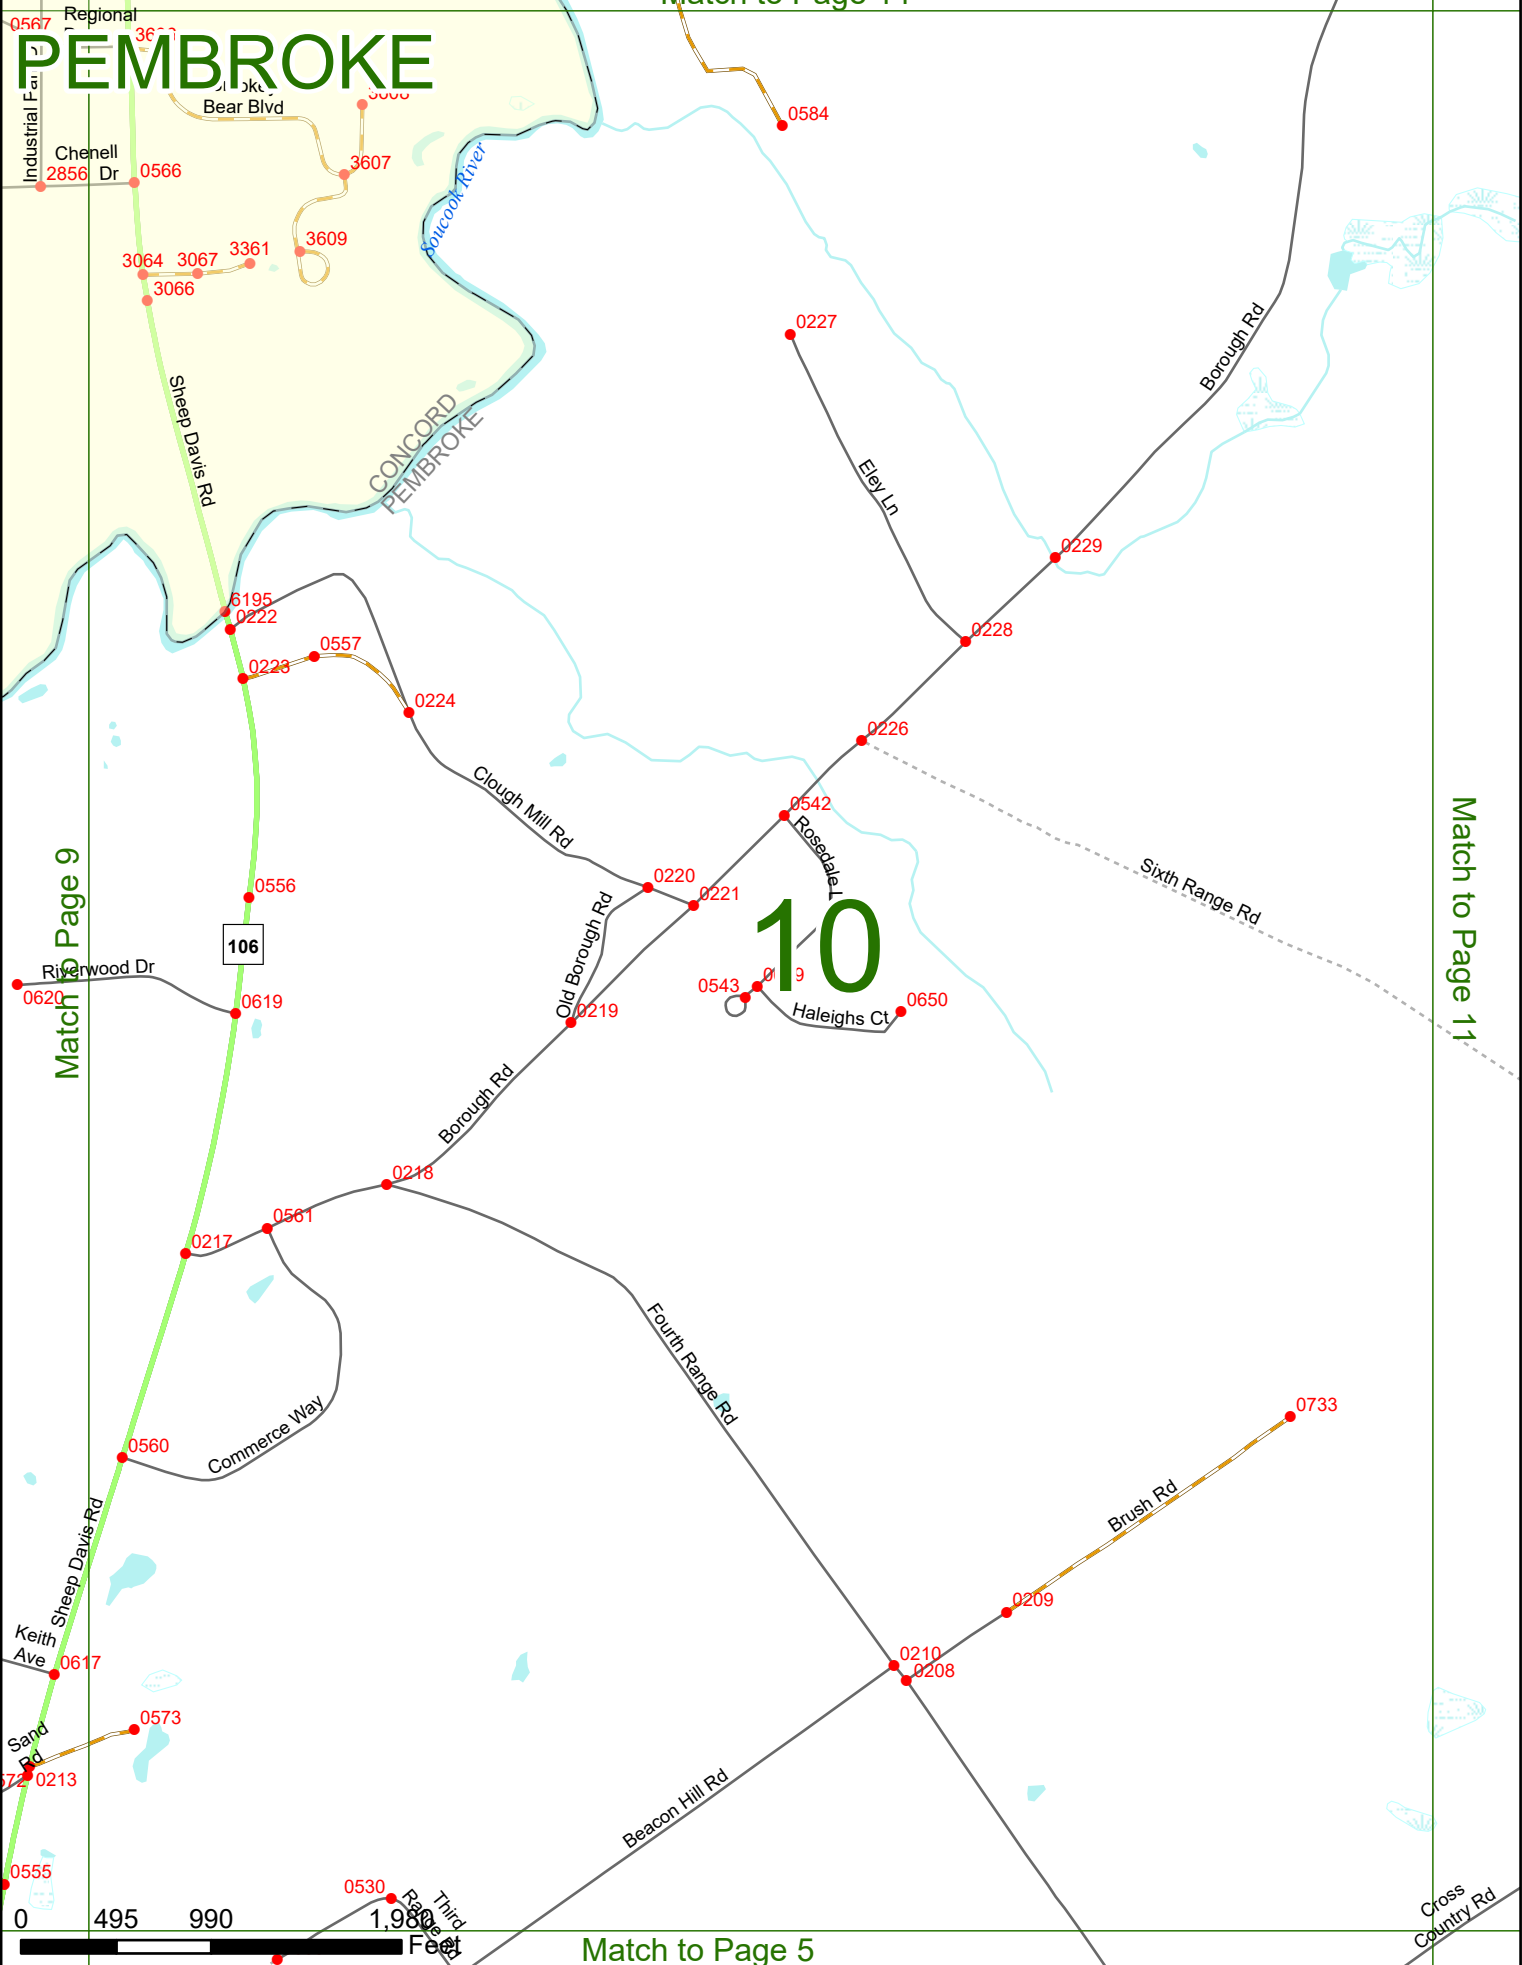 Regional
0567
PEMBROKE
Bear Blvd
0584
Industrial
Chenell
Dr
2856
0566
3607
Soucook River
3609
3064
3067
3361
3066
0227
Borough Rd
Sheep Davis Rd
CONCORD
PEMBROKE
Eley Ln
0229
6195
0222
0557
0228
0223
0224
0226
Clough Mill Rd
0542
Rosedale
Match to Page 9
Match to Page 11
Sixth Range Rd
0556
0220
0221
106
10
Old Borough Rd
Riverwood Dr
0620
0619
0543
0650
Haleighs Ct
0219
Borough Rd
0218
0561
0217
Fourth Range Rd
Commerce Way
0560
0733
Brush Rd
Sheep Davis Rd
0209
Keith
Ave
0617
0210
0208
0573
Sand
Rd
0213
Beacon Hill Rd
0555
0530
Third
Range Rd
Cross
Country Rd
0
495
990
1,980
Feet
Match to Page 5